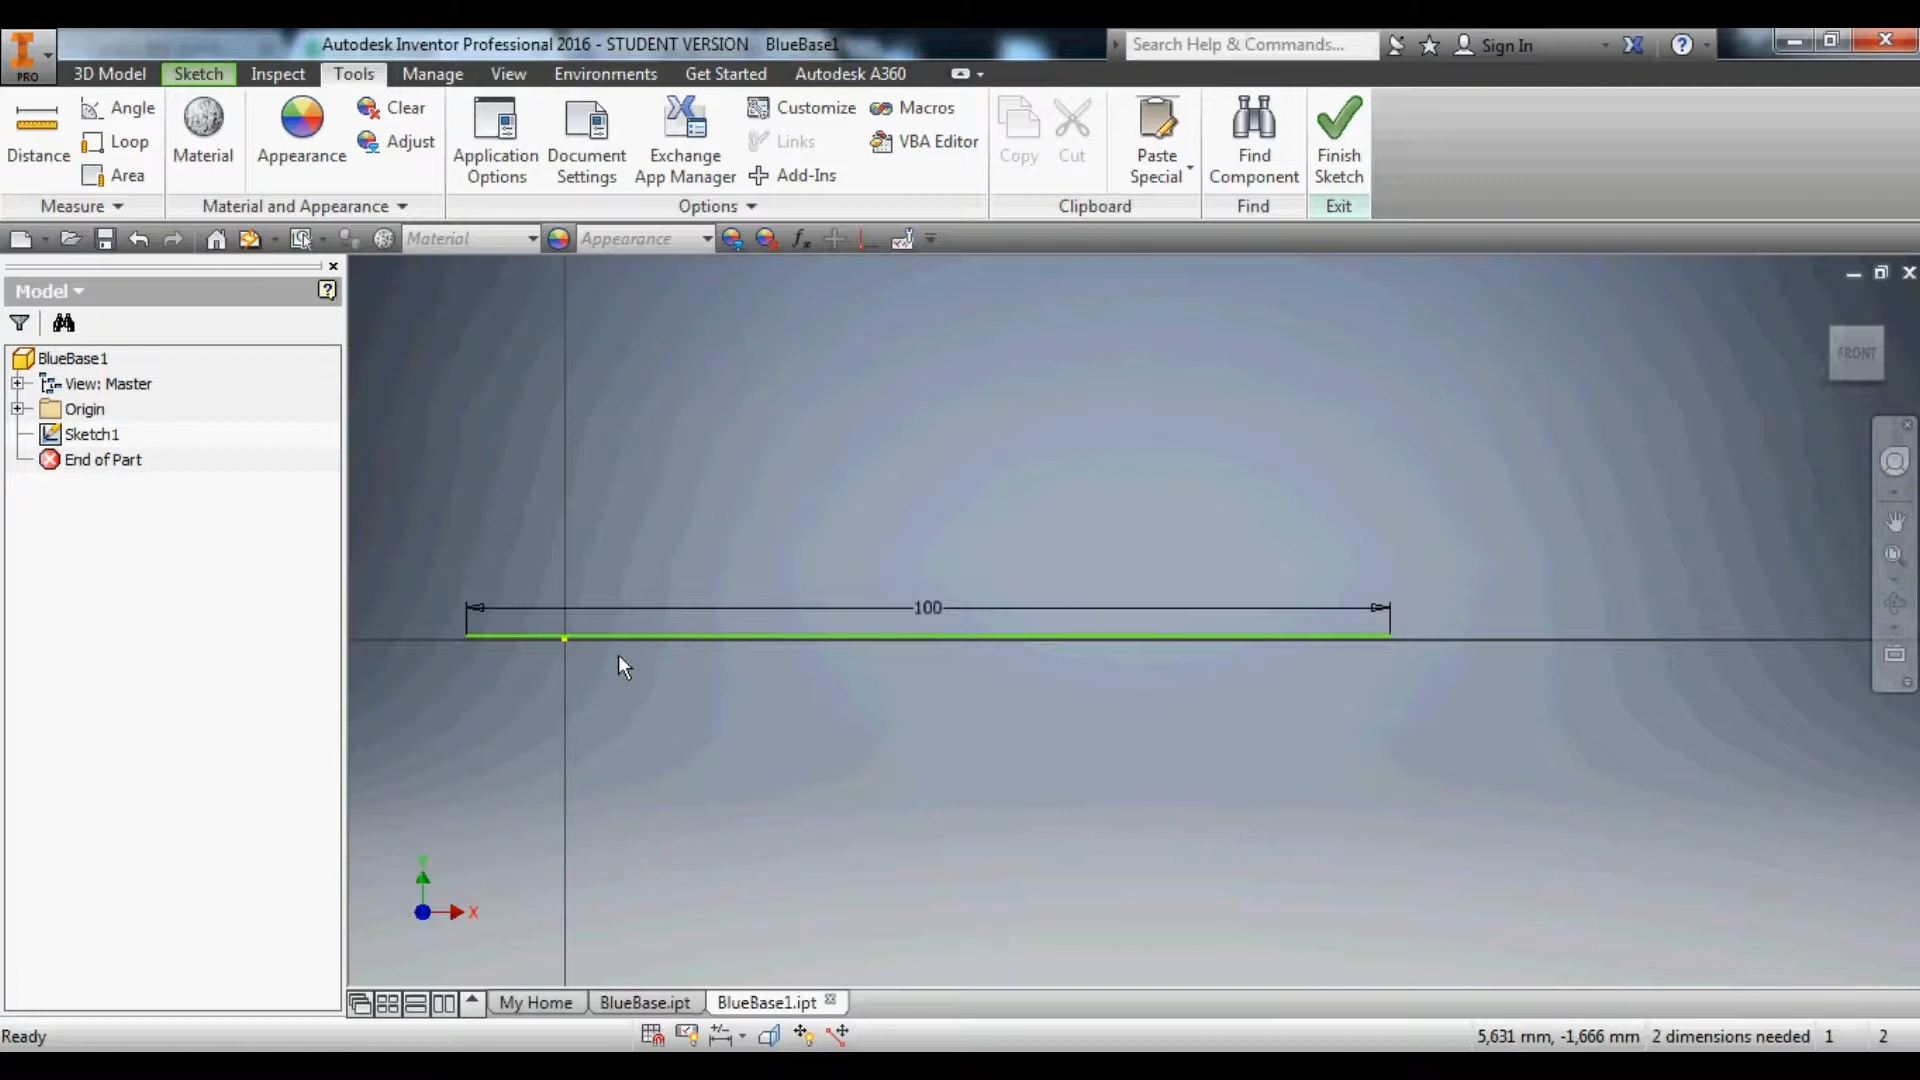 Autodesk Inventor Professional 2016 - STUDENT VERSION BlueBase1
Search Help & Commands...
Sign In
PRO
3D Model
Sketch
Inspect
Tools
Manage
View
Environments
Get Started
Autodesk A360
Distance
Angle
Loop
Area
Material
Appearance
Clear
Adjust
Application Options
Document Settings
Exchange App Manager
Customize
Links
Add-Ins
Macros
VBA Editor
Copy
Cut
Paste Special
Find Component
Finish Sketch
Measure
Material and Appearance
Options
Clipboard
Find
Exit
Material
Appearance
fx
Model
BlueBase1
View: Master
Origin
Sketch1
End of Part
FRONT
100
Y
X
My Home
BlueBase.ipt
BlueBase1.ipt
Ready
5,631 mm, -1,666 mm
2 dimensions needed
1
2